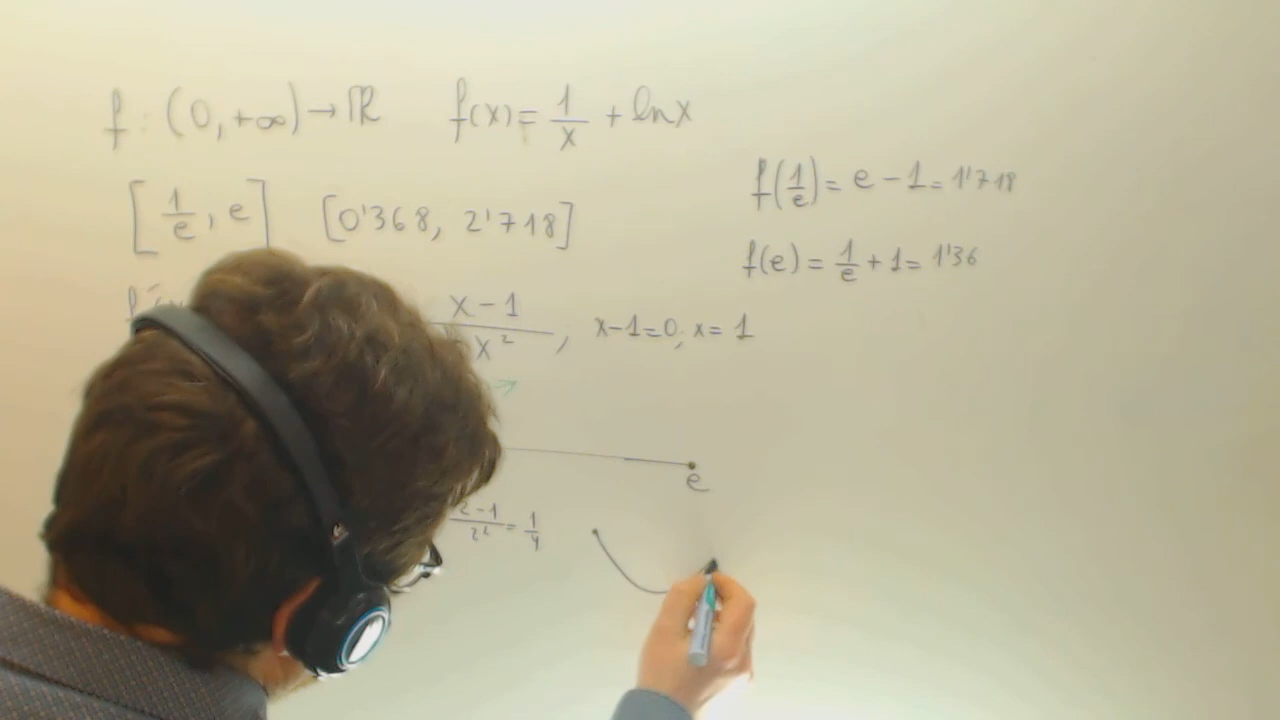 f: (0, +∞) → ℝ f(x) = 1/x + ln x
[1/e, e] [0'368, 2'718]
f(1/e) = e - 1 = 1'718
f(e) = 1/e + 1 = 1'36
x - 1 / x², x-1=0; x= 1
e
2-1 / 2² = 1/4